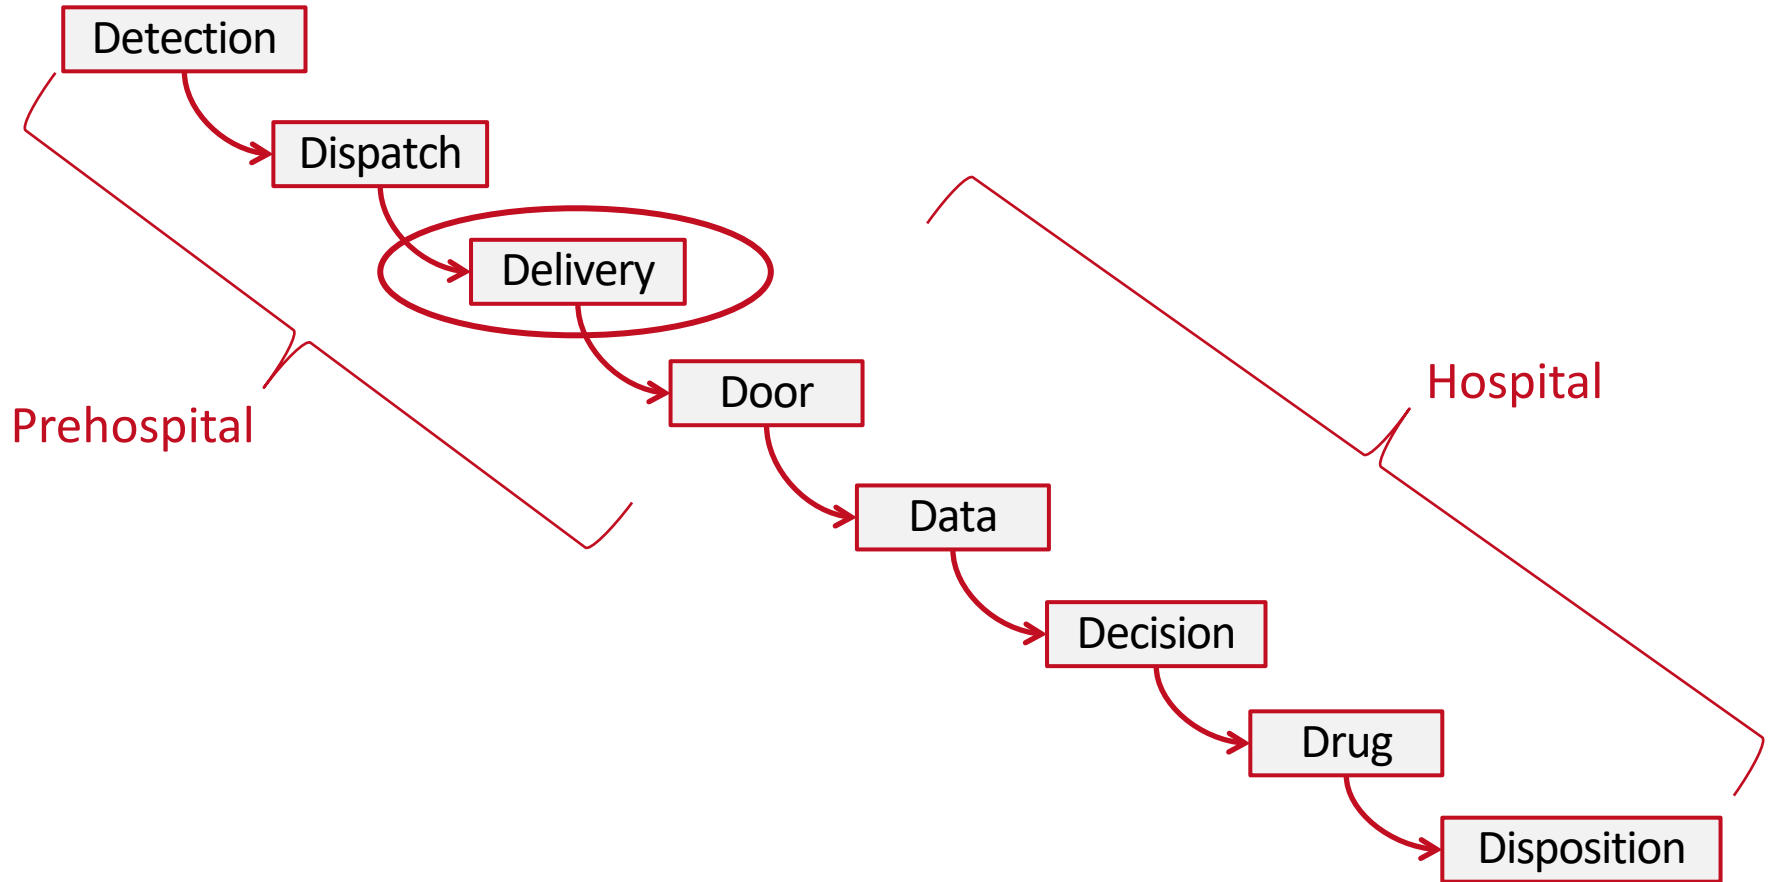 Detection
Dispatch
Delivery
Door
Hospital
Prehospital
Data
Decision
Drug
Disposition